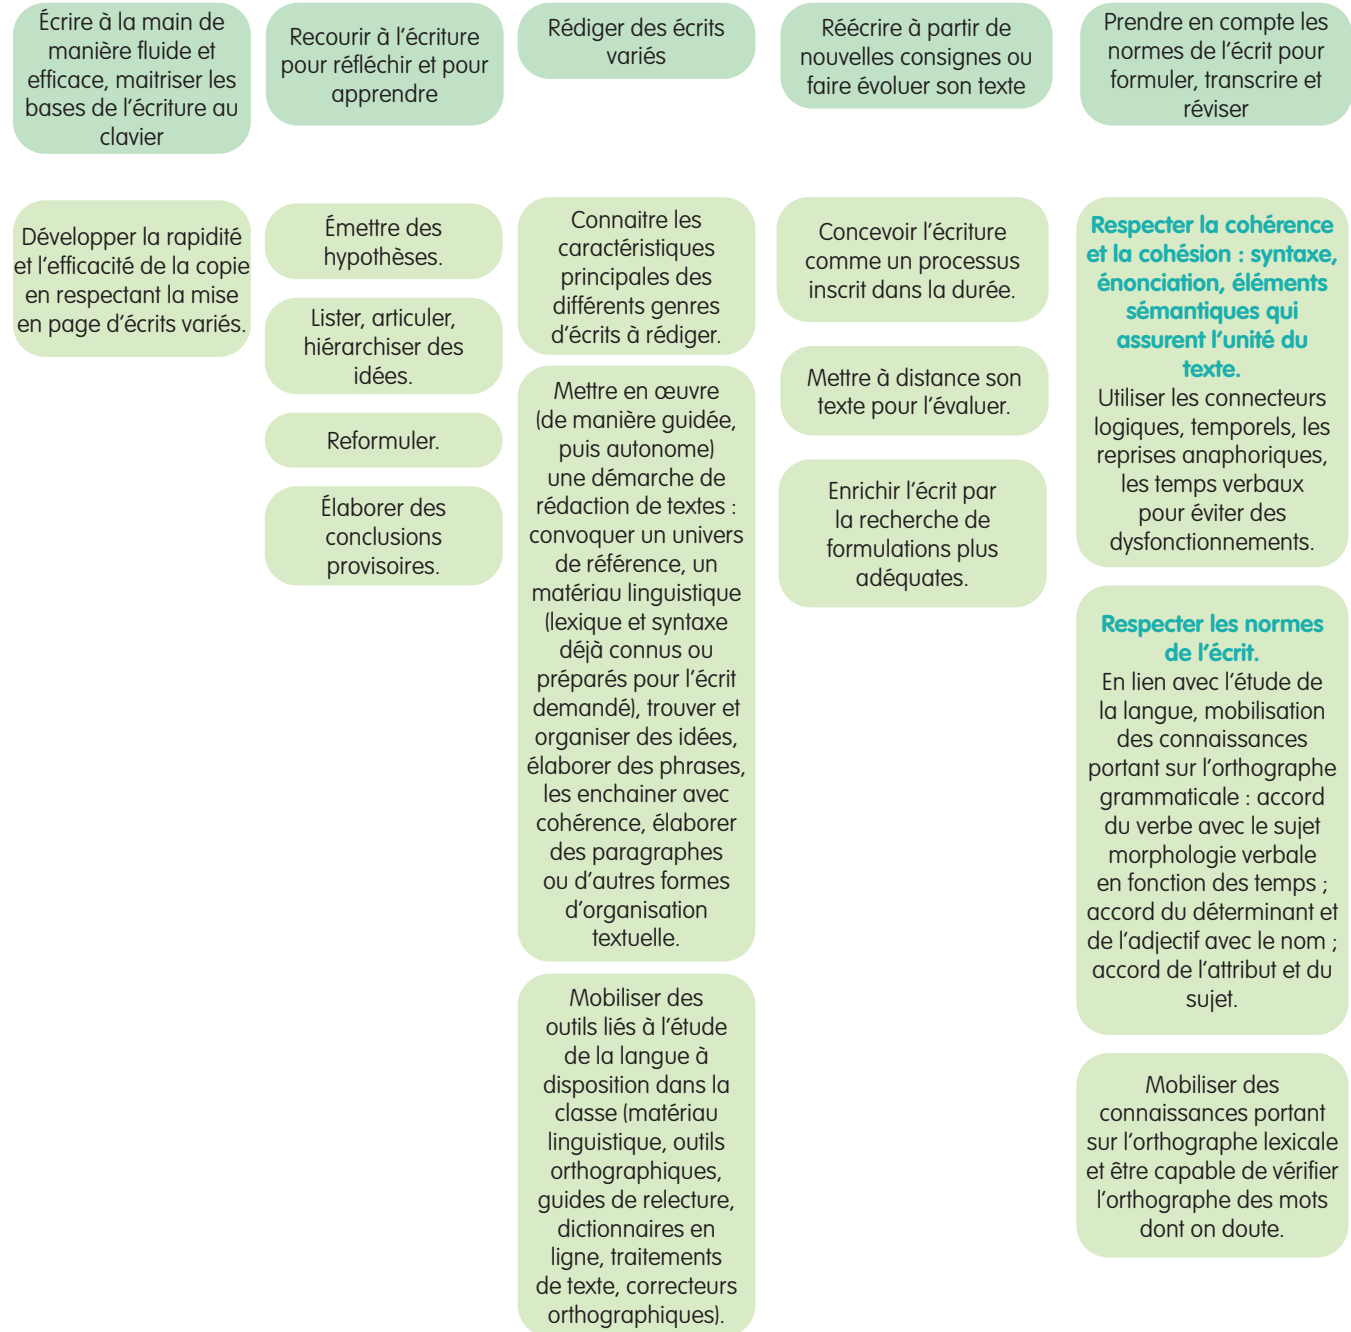 Écrire à la main de
manière fluide et
efficace, maitriser les
bases de l'écriture au
clavier
Recourir à l'écriture
pour réfléchir et pour
apprendre
Rédiger des écrits
variés
Réécrire à partir de
nouvelles consignes ou
faire évoluer son texte
Prendre en compte les
normes de l'écrit pour
formuler, transcrire et
réviser
Développer la rapidité
et l'efficacité de la copie
en respectant la mise
en page d'écrits variés.
Émettre des
hypothèses.
Lister, articuler,
hiérarchiser des
idées.
Reformuler.
Élaborer des
conclusions
provisoires.
Connaitre les
caractéristiques
principales des
différents genres
d'écrits à rédiger.
Mettre en œuvre
(de manière guidée,
puis autonome)
une démarche de
rédaction de textes :
convoquer un univers
de référence, un
matériau linguistique
(lexique et syntaxe
déjà connus ou
préparés pour l'écrit
demandé), trouver et
organiser des idées,
élaborer des phrases,
les enchainer avec
cohérence, élaborer
des paragraphes
ou d'autres formes
d'organisation
textuelle.
Mobiliser des
outils liés à l'étude
de la langue à
disposition dans la
classe (matériau
linguistique, outils
orthographiques,
guides de relecture,
dictionnaires en
ligne, traitements
de texte, correcteurs
orthographiques).
Concevoir l'écriture
comme un processus
inscrit dans la durée.
Mettre à distance son
texte pour l'évaluer.
Enrichir l'écrit par
la recherche de
formulations plus
adéquates.
Respecter la cohérence
et la cohésion : syntaxe,
énonciation, éléments
sémantiques qui
assurent l'unité du
texte.
Utiliser les connecteurs
logiques, temporels, les
reprises anaphoriques,
les temps verbaux
pour éviter des
dysfonctionnements.
Respecter les normes
de l'écrit.
En lien avec l'étude de
la langue, mobilisation
des connaissances
portant sur l'orthographe
grammaticale : accord
du verbe avec le sujet
morphologie verbale
en fonction des temps ;
accord du déterminant et
de l'adjectif avec le nom ;
accord de l'attribut et du
sujet.
Mobiliser des
connaissances portant
sur l'orthographe lexicale
et être capable de vérifier
l'orthographe des mots
dont on doute.